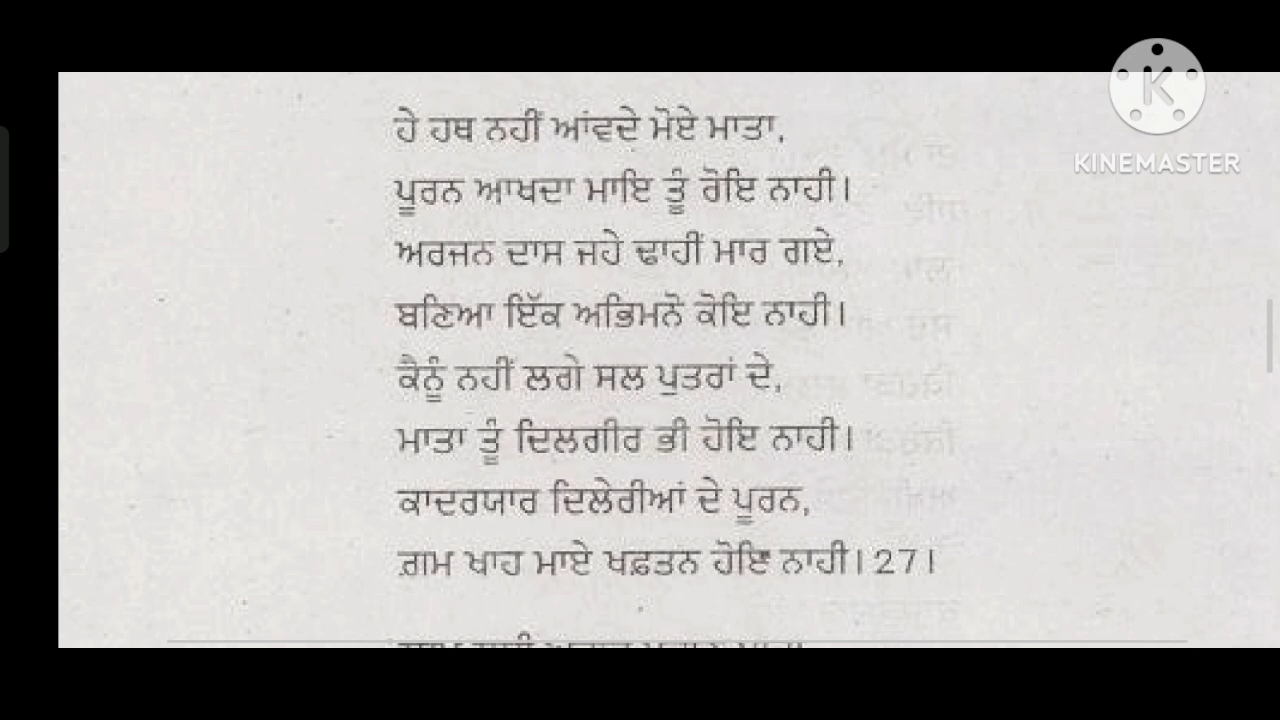 KINEMASTER
ਹੇ ਹਥ ਨਹੀਂ ਆਂਵਦੇ ਮੋਏ ਮਾਤਾ,
ਪੂਰਨ ਆਖਦਾ ਮਾਇ ਤੂੰ ਰੋਇ ਨਾਹੀ।
ਅਰਜਨ ਦਾਸ ਜਹੇ ਢਾਹੀਂ ਮਾਰ ਗਏ,
ਬਣਿਆ ਇੱਕ ਅਭਿਮਨੋ ਕੋਇ ਨਾਹੀ।
ਕੈਨੂੰ ਨਹੀਂ ਲਗੇ ਸਲ ਪੁਤਰਾਂ ਦੇ,
ਮਾਤਾ ਤੂੰ ਦਿਲਗੀਰ ਭੀ ਹੋਇ ਨਾਹੀ।
ਕਾਦਰਯਾਰ ਦਿਲੇਰੀਆਂ ਦੇ ਪੂਰਨ,
ਗ਼ਮ ਖਾਹ ਮਾਏ ਖਫ਼ਤਨ ਹੋਇ ਨਾਹੀ। 27।